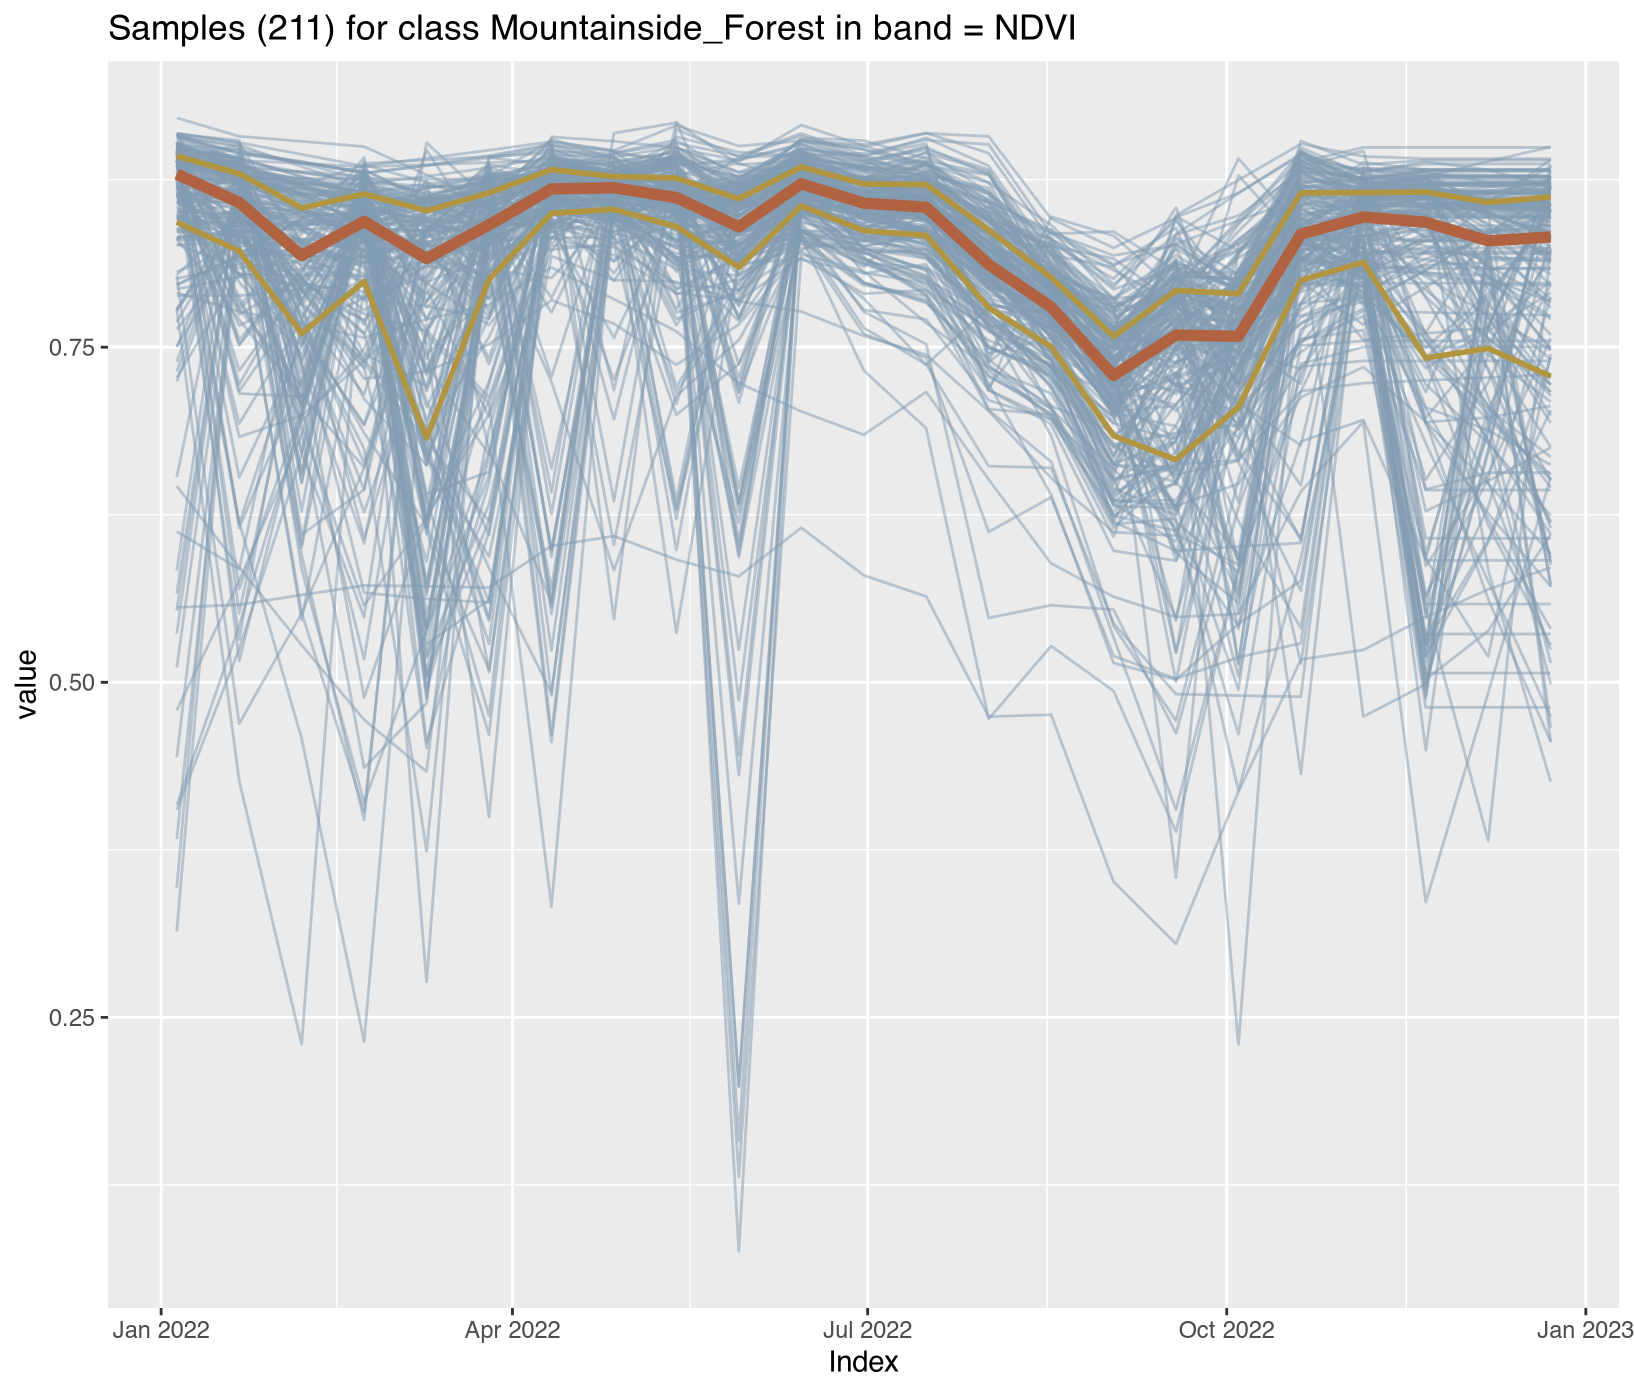 Samples (211) for class Mountainside_Forest in band = NDVI
value
0.75
0.50
0.25
Jan 2022 Apr 2022 Jul 2022 Oct 2022 Jan 2023
Index